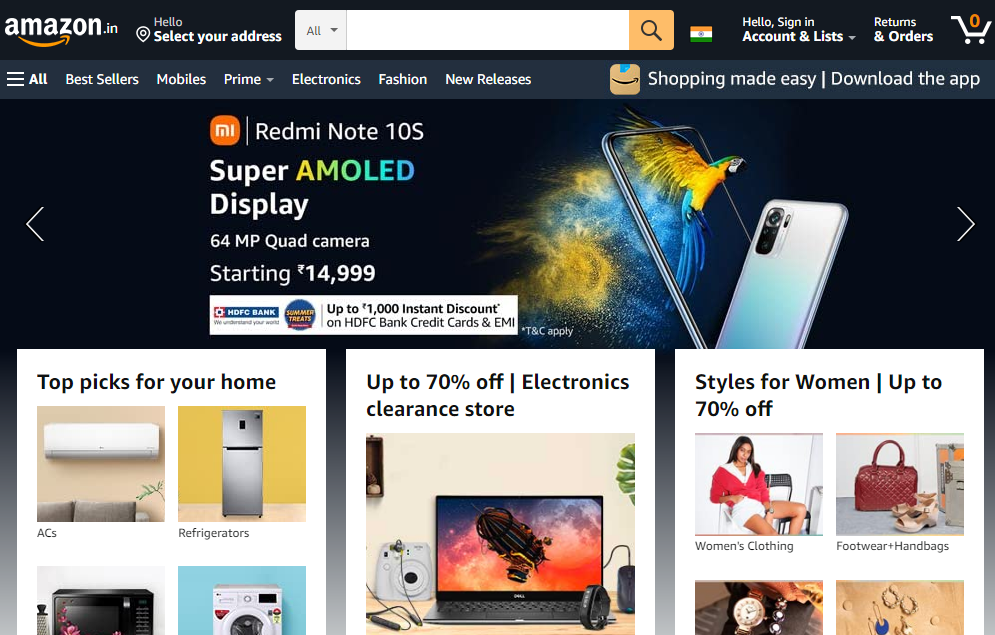 amazon.in
Hello
Select your address
All
Hello, Sign in
Account & Lists
Returns
& Orders
0
All
Best Sellers
Mobiles
Prime
Electronics
Fashion
New Releases
Shopping made easy | Download the app
mi
Redmi Note 10S
Super AMOLED
Display
64 MP Quad camera
Starting ₹14,999
HDFC BANK
We understand your world
SUMMER
TREATS
Up to ₹1,000 Instant Discount*
on HDFC Bank Credit Cards & EMI
*T&C apply
Top picks for your home
ACs
Refrigerators
Up to 70% off | Electronics
clearance store
DELL
Styles for Women | Up to
70% off
Women's Clothing
Footwear+Handbags